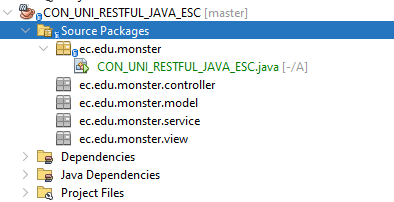 CON_UNI_RESTFUL_JAVA_ESC [master]
Source Packages
ec.edu.monster
CON_UNI_RESTFUL_JAVA_ESC.java [-/A]
ec.edu.monster.controller
ec.edu.monster.model
ec.edu.monster.service
ec.edu.monster.view
Dependencies
Java Dependencies
Project Files